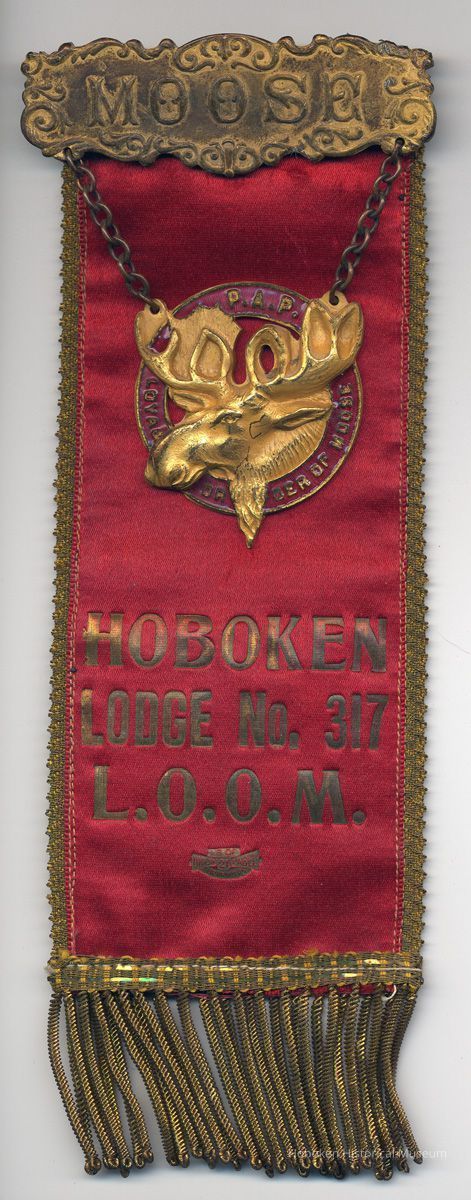 MOOSE
P.A.P.
LOYAL ORDER OF MOOSE
HOBOKEN
LODGE No. 317
L.O.O.M.
Hoboken Historical Museum